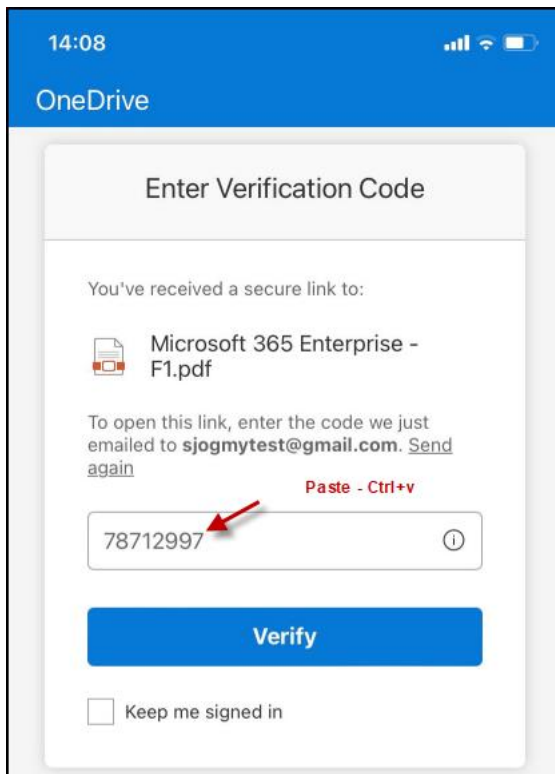 14:08
OneDrive
Enter Verification Code
You've received a secure link to:
Microsoft 365 Enterprise -
F1.pdf
To open this link, enter the code we just
emailed to sjogmytest@gmail.com. Send
again
Paste - Ctrl+v
78712997
Verify
Keep me signed in